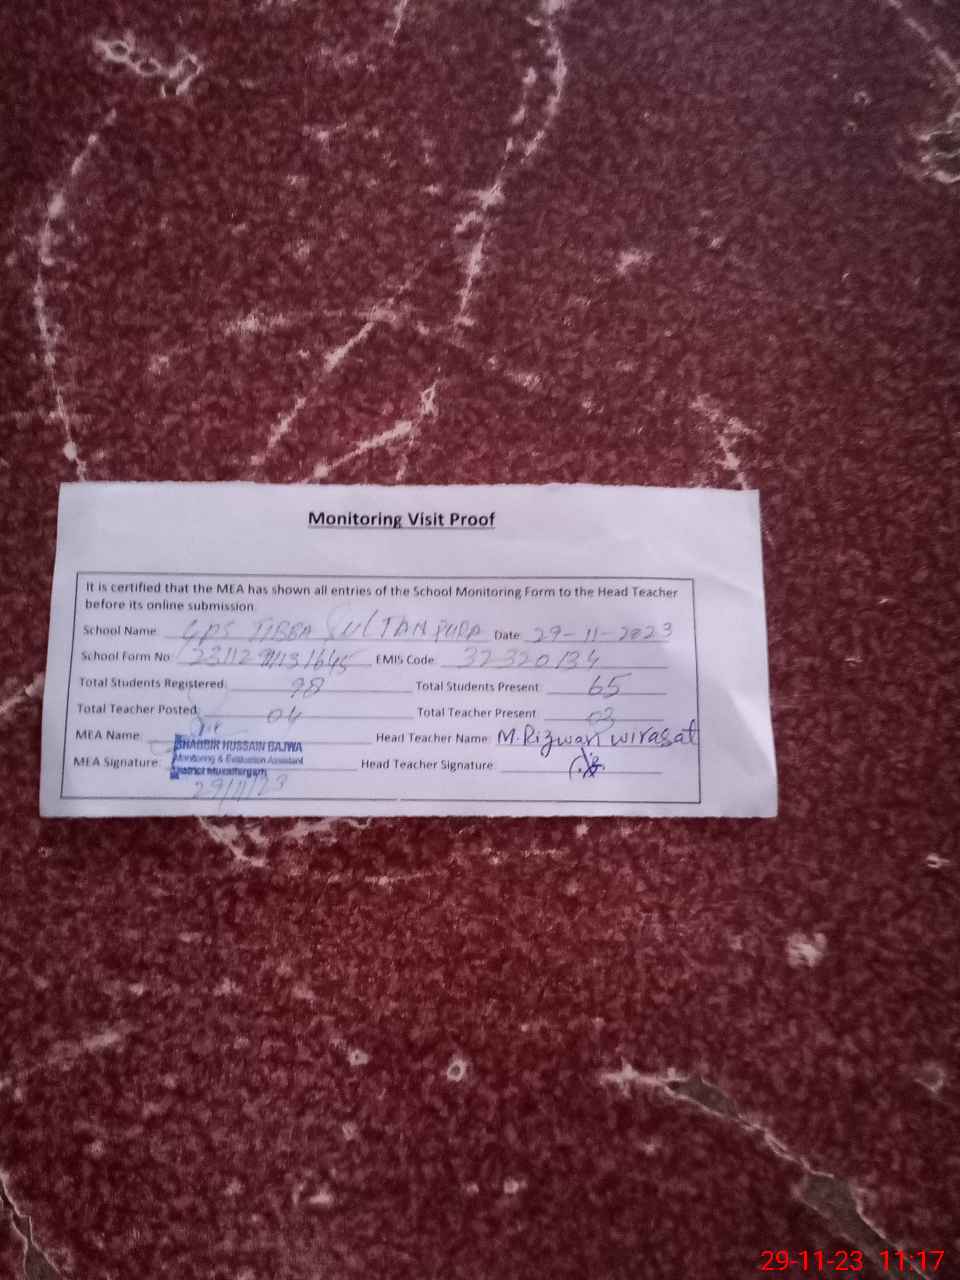 Monitoring Visit Proof
It is certified that the MEA has shown all entries of the School Monitoring Form to the Head Teacher
before its online submission
School Name GPS TIBBA SULTAN PURA Date: 29-11-2023
School Form No EMIS Code 32320134
Total Students Registered: 98 Total Students Present: 65
Total Teacher Posted: 04 Total Teacher Present 03
MEA Name: Head Teacher Name: M. Rizwan wirasat
SHABBIR HUSSAIN BAJWA
Monitoring & Evaluation Assistant
District Muzaffargarh
MEA Signature: Head Teacher Signature:
29/11/23
29-11-23 11:17